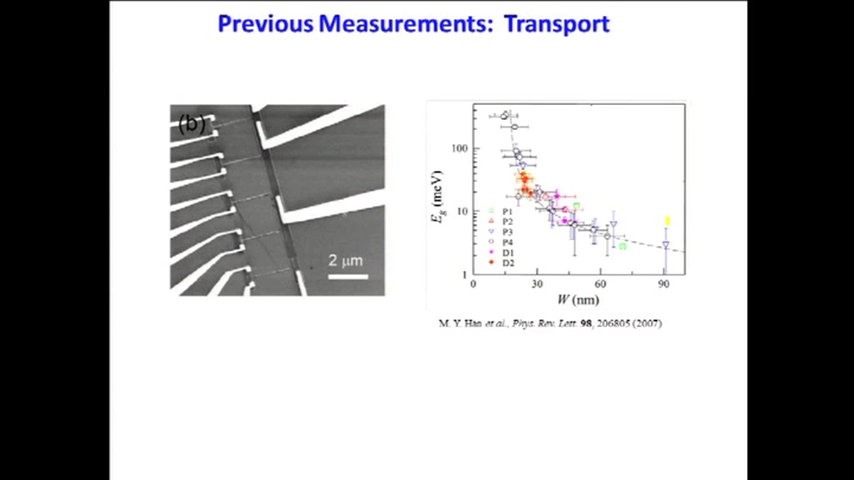 Previous Measurements: Transport
(b)
2 μm
E_g (meV)
100
10
1
P1
P2
P3
P4
D1
D2
0 30 60 90
W (nm)
M. Y. Han et al., Phys. Rev. Lett. 98, 206805 (2007)